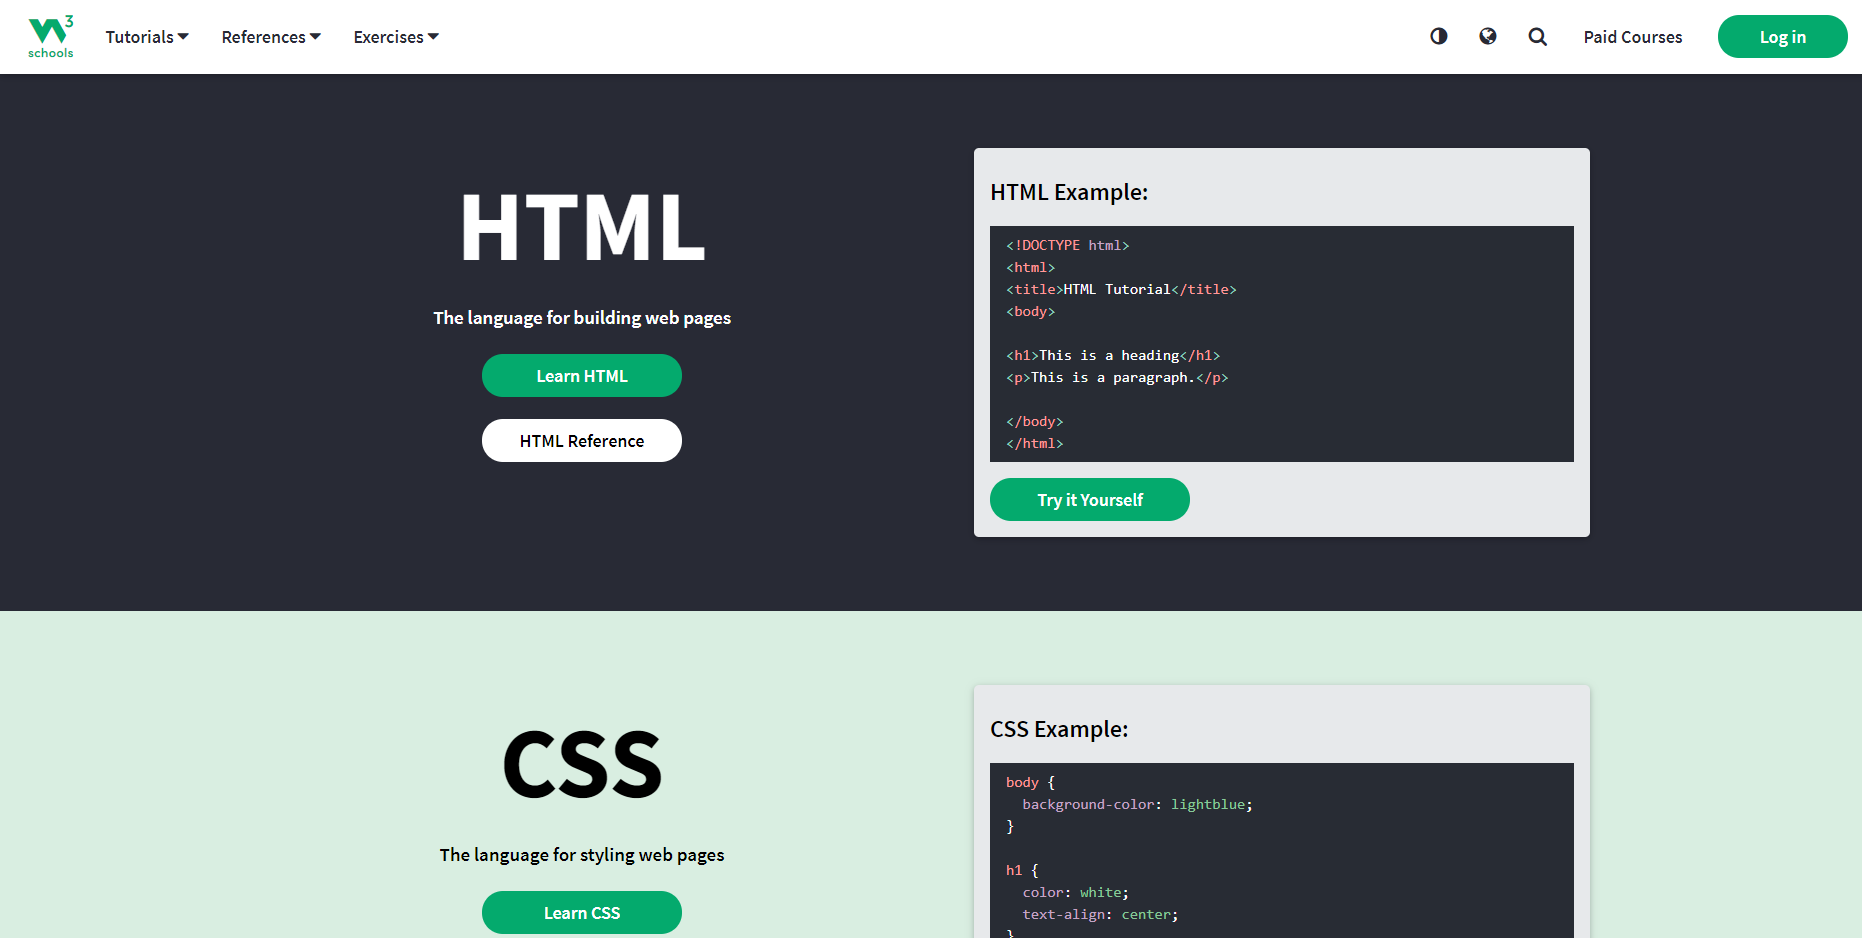 3
schools
Tutorials
References
Exercises
Paid Courses
Log in
HTML
The language for building web pages
Learn HTML
HTML Reference
HTML Example:
<!DOCTYPE html>
<html>
<title>HTML Tutorial</title>
<body>
<h1>This is a heading</h1>
<p>This is a paragraph.</p>
</body>
</html>
Try it Yourself
CSS
The language for styling web pages
Learn CSS
CSS Example:
body {
  background-color: lightblue;
}
h1 {
  color: white;
  text-align: center;
}